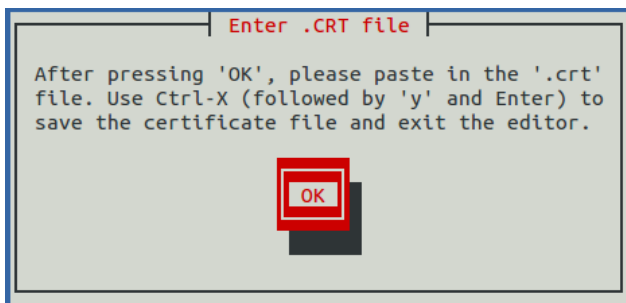 Enter .CRT file
After pressing 'OK', please paste in the '.crt'
file. Use Ctrl-X (followed by 'y' and Enter) to
save the certificate file and exit the editor.
OK